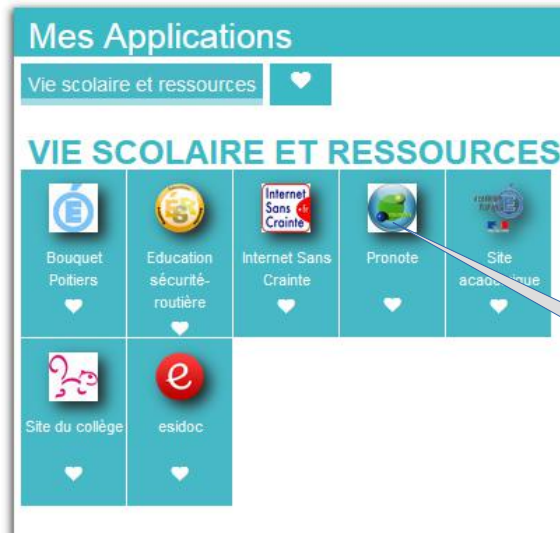 Mes Applications
Vie scolaire et ressources
VIE SCOLAIRE ET RESSOURCES
Internet
Sans .fr
Crainte
Bouquet
Poitiers
Education
sécurité-
routière
Internet Sans
Crainte
Pronote
Site
Site du collège
e
esidoc